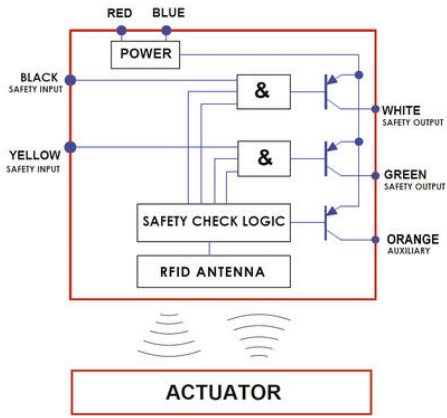 RED BLUE
POWER
BLACK
SAFETY INPUT
&
WHITE
SAFETY OUTPUT
YELLOW
SAFETY INPUT
&
GREEN
SAFETY OUTPUT
SAFETY CHECK LOGIC
ORANGE
AUXILIARY
RFID ANTENNA
ACTUATOR